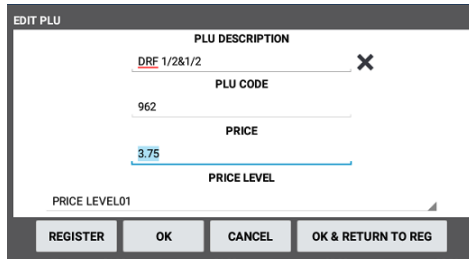 EDIT PLU
PLU DESCRIPTION
DRF 1/2&1/2
PLU CODE
962
PRICE
3.75
PRICE LEVEL
PRICE LEVEL01
REGISTER OK CANCEL OK & RETURN TO REG